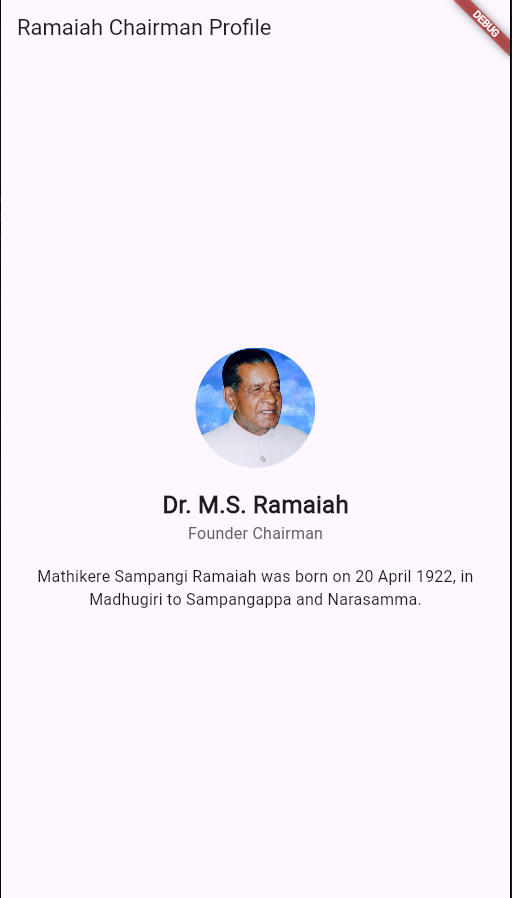 Ramaiah Chairman Profile
DEBUG
Dr. M.S. Ramaiah
Founder Chairman
Mathikere Sampangi Ramaiah was born on 20 April 1922, in
Madhugiri to Sampangappa and Narasamma.